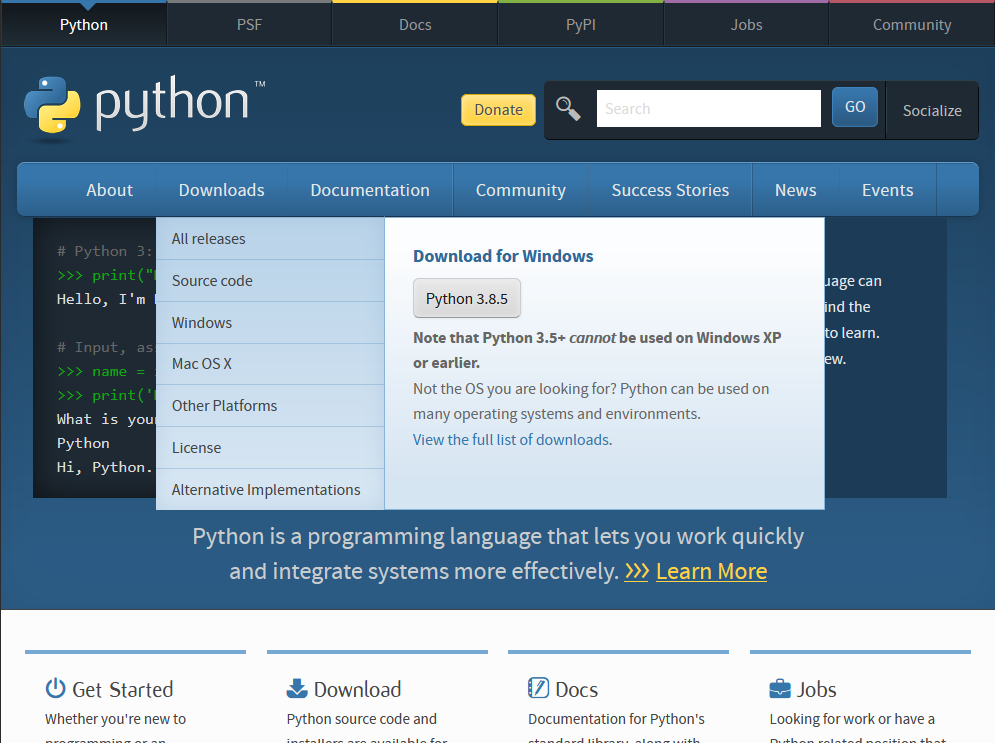 Python
PSF
Docs
PyPI
Jobs
Community
python™
Donate
Search
GO
Socialize
About
Downloads
Documentation
Community
Success Stories
News
Events
# Python 3:
>>> print("
Hello, I'm
# Input, as
>>> name =
>>> print('
What is you
Python
Hi, Python.
All releases
Source code
Windows
Mac OS X
Other Platforms
License
Alternative Implementations
Download for Windows
Python 3.8.5
Note that Python 3.5+ cannot be used on Windows XP
or earlier.
Not the OS you are looking for? Python can be used on
many operating systems and environments.
View the full list of downloads.
uage can
ind the
to learn.
ew.
Python is a programming language that lets you work quickly
and integrate systems more effectively. >>> Learn More
Get Started
Whether you're new to
programming or an
Download
Python source code and
installers are available for
Docs
Documentation for Python's
standard library, along with
Jobs
Looking for work or have a
Python related position that